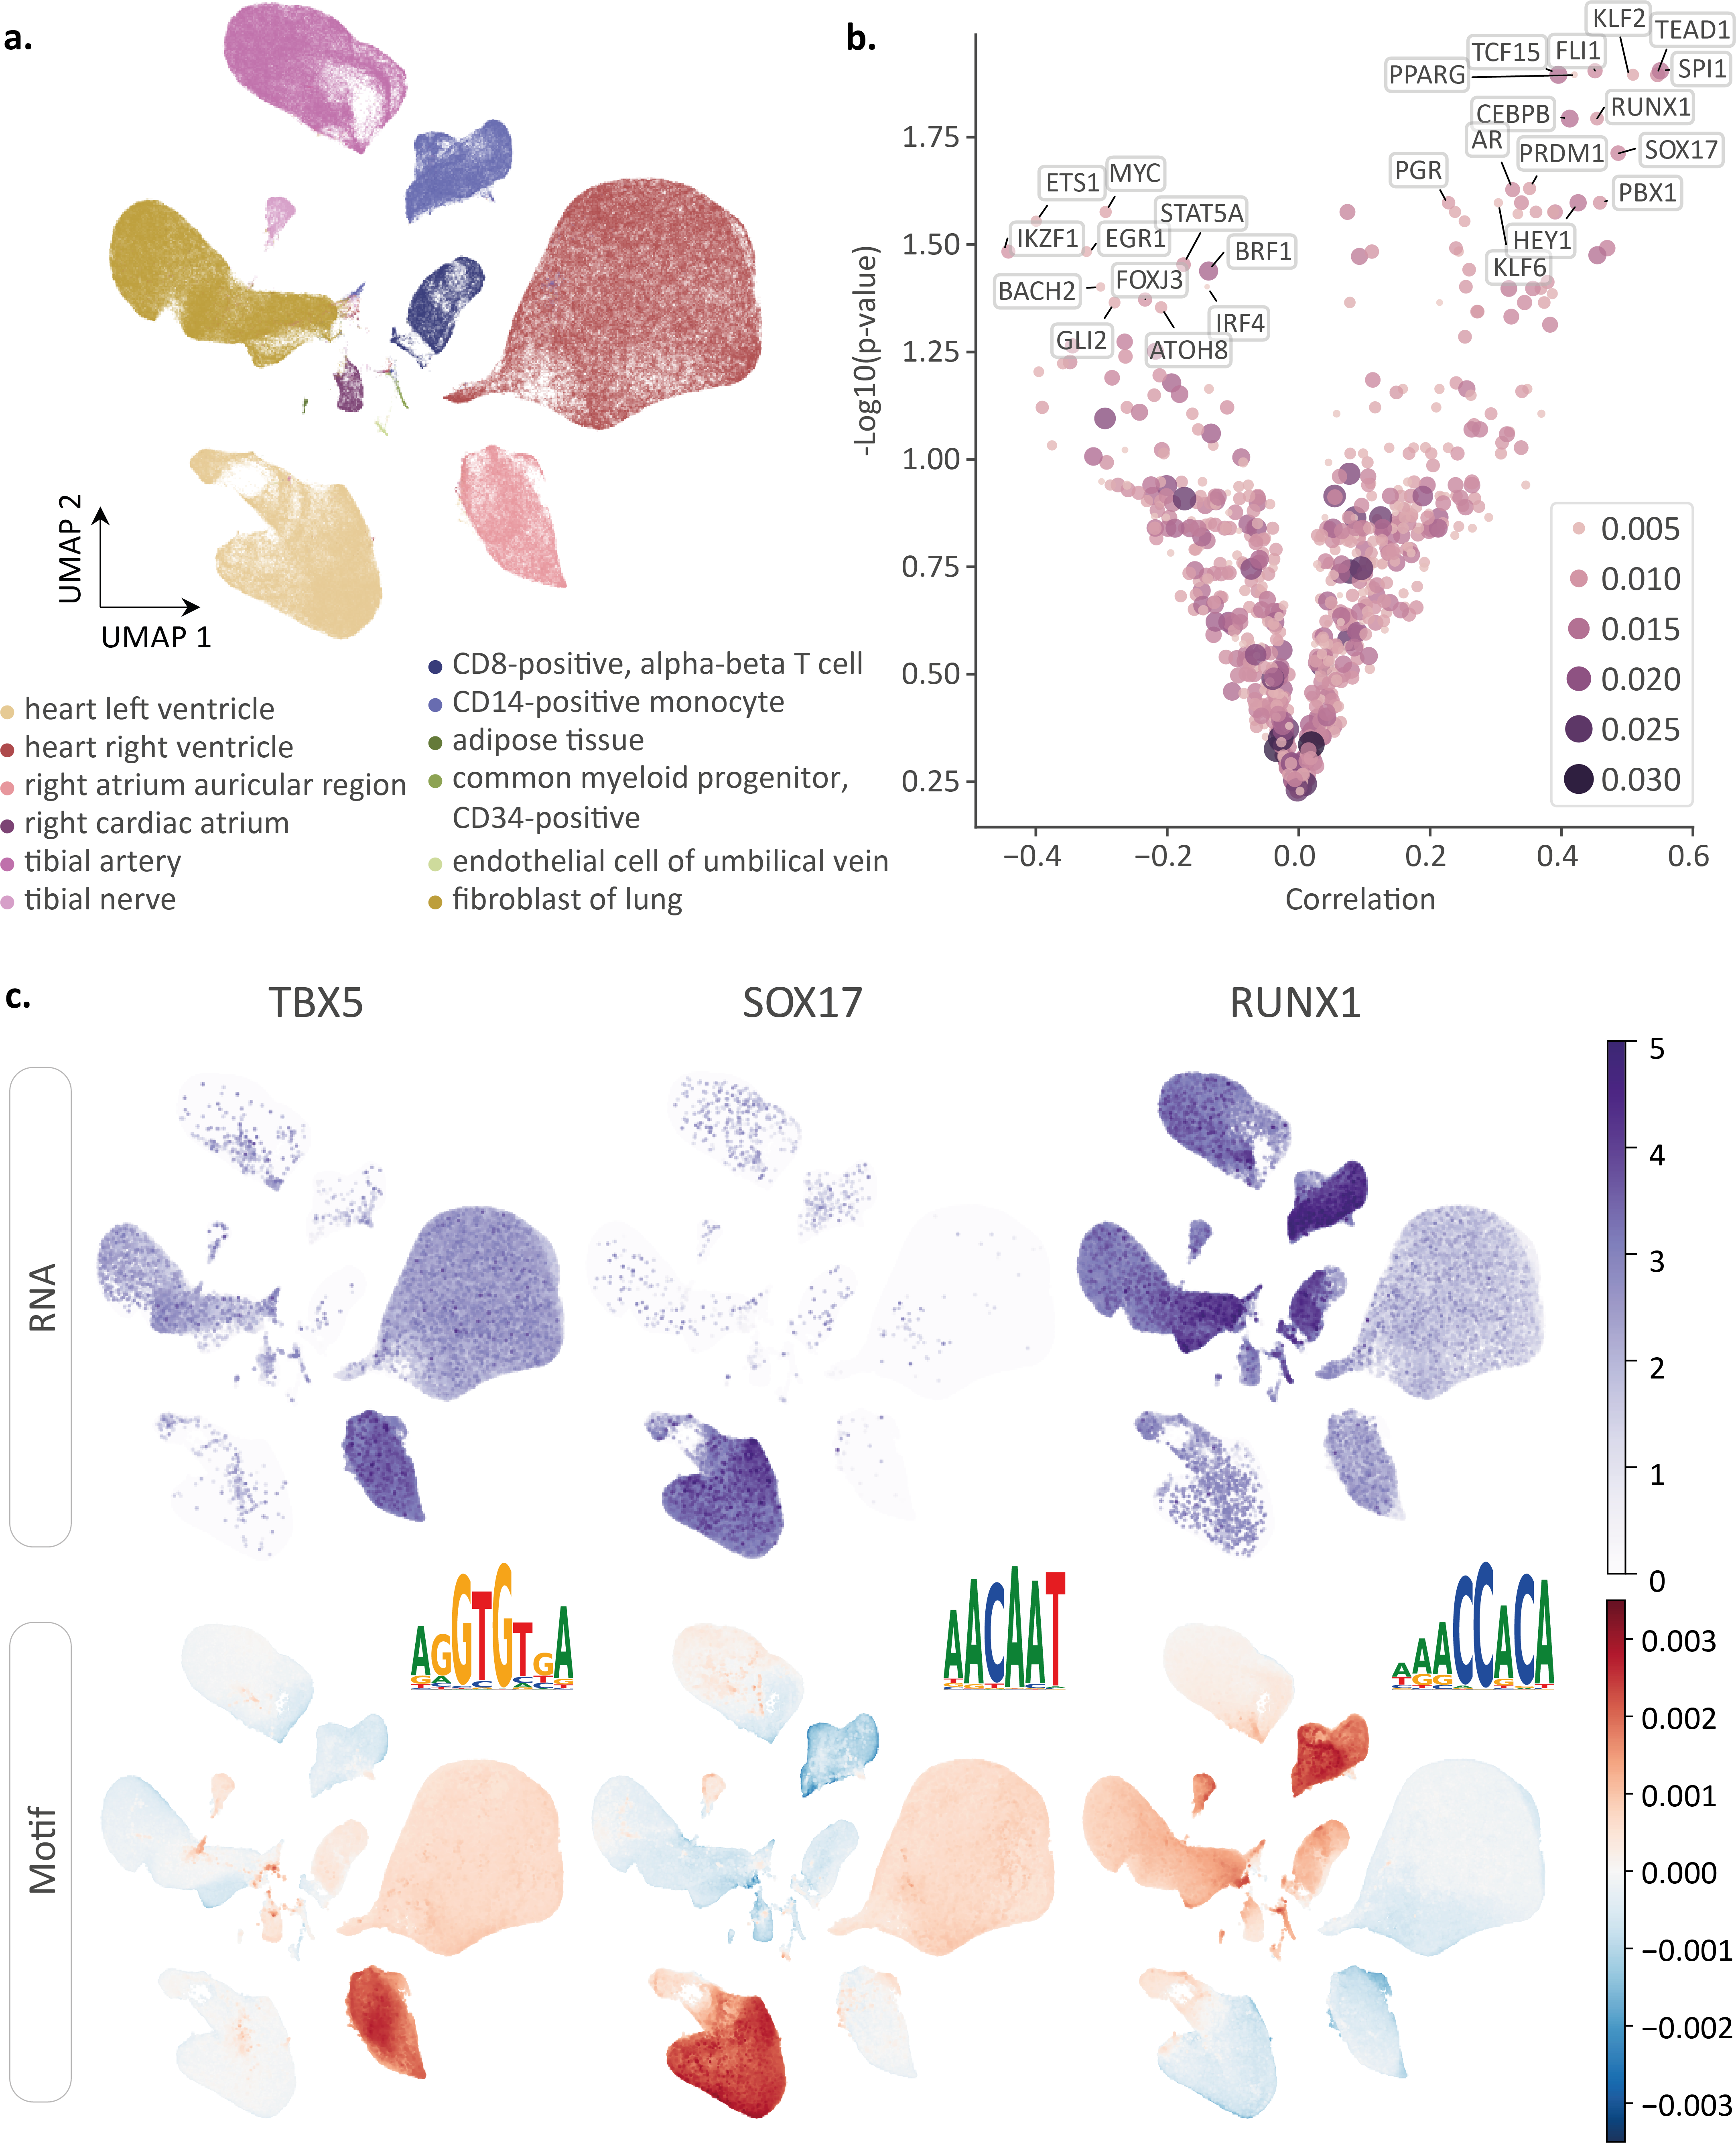 a.
UMAP 2
UMAP 1
heart left ventricle
heart right ventricle
right atrium auricular region
right cardiac atrium
tibial artery
tibial nerve
CD8-positive, alpha-beta T cell
CD14-positive monocyte
adipose tissue
common myeloid progenitor,
CD34-positive
endothelial cell of umbilical vein
fibroblast of lung
b.
-Log10(p-value)
1.75
1.50
1.25
1.00
0.75
0.50
0.25
−0.4
−0.2
0.0
0.2
0.4
0.6
Correlation
KLF2
TEAD1
TCF15
FLI1
PPARG
SPI1
CEBPB
RUNX1
AR
PRDM1
SOX17
PGR
PBX1
HEY1
KLF6
ETS1
MYC
STAT5A
IKZF1
EGR1
BRF1
BACH2
FOXJ3
IRF4
GLI2
ATOH8
0.005
0.010
0.015
0.020
0.025
0.030
c.
TBX5
SOX17
RUNX1
RNA
5
4
3
2
1
0
AGGTGTGA
AACAAT
AAACCACA
Motif
0.003
0.002
0.001
0.000
−0.001
−0.002
−0.003